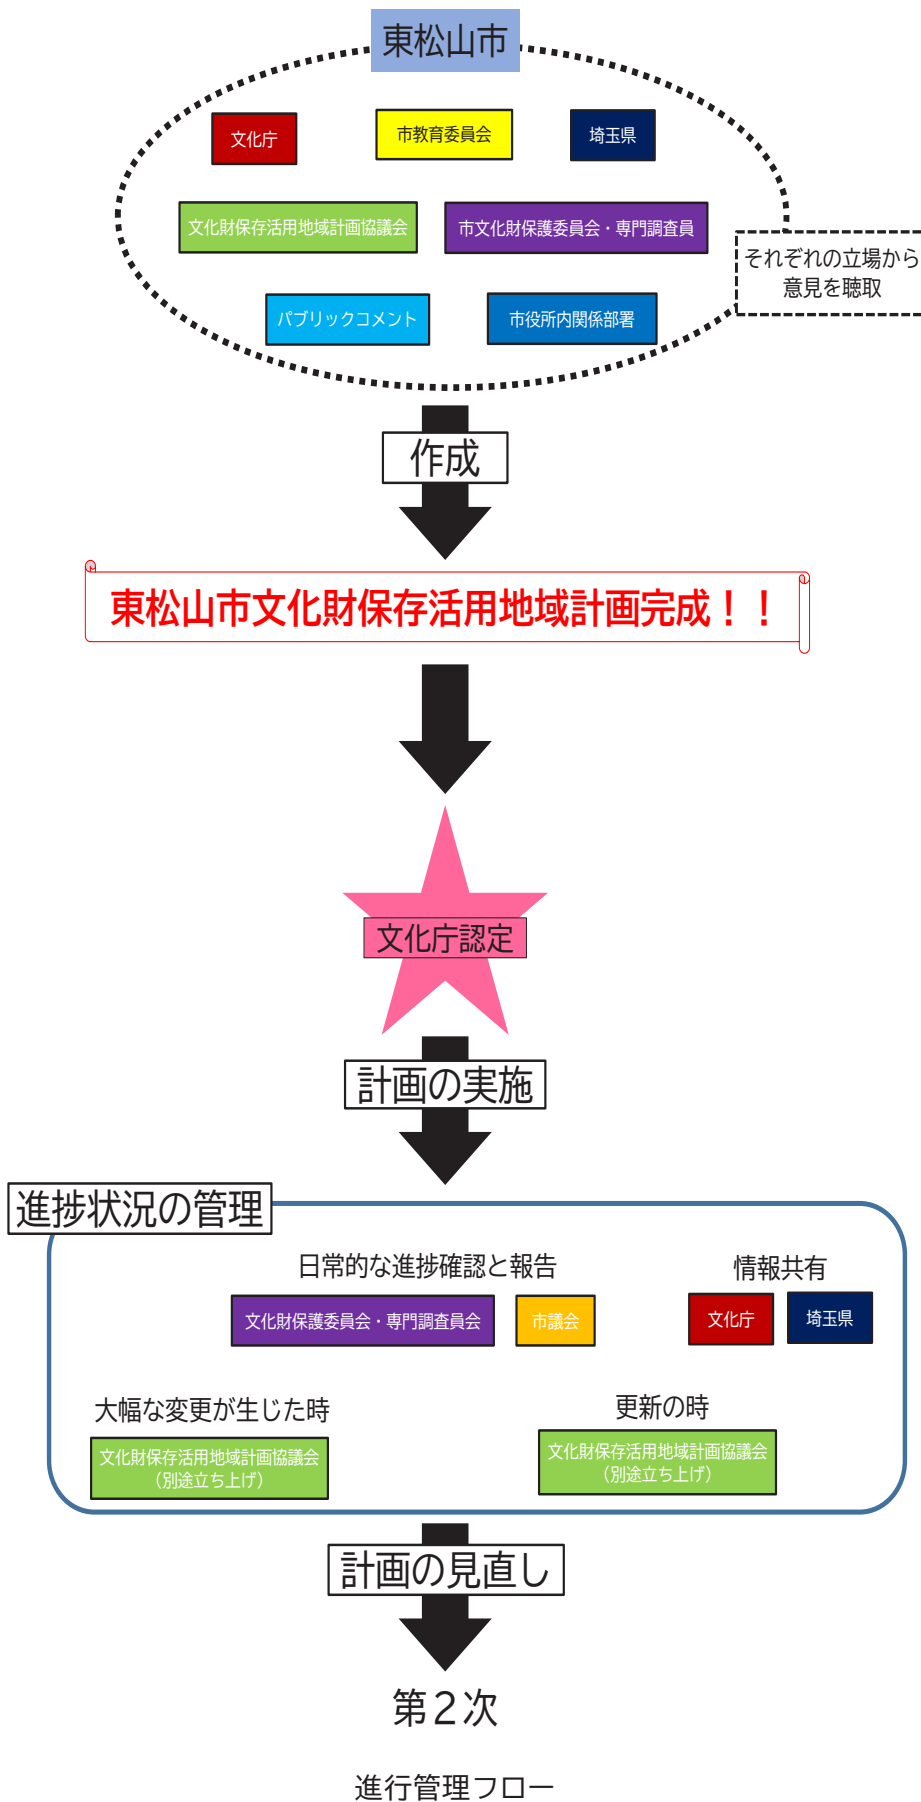 東松山市
文化庁
市教育委員会
埼玉県
文化財保存活用地域計画協議会
市文化財保護委員会・専門調査員
それぞれの立場から
意見を聴取
パブリックコメント
市役所内関係部署
作成
東松山市文化財保存活用地域計画完成！！
文化庁認定
計画の実施
進捗状況の管理
日常的な進捗確認と報告
情報共有
文化財保護委員会・専門調査員会
市議会
文化庁
埼玉県
大幅な変更が生じた時
更新の時
文化財保存活用地域計画協議会
（別途立ち上げ）
文化財保存活用地域計画協議会
（別途立ち上げ）
計画の見直し
第２次
進行管理フロー